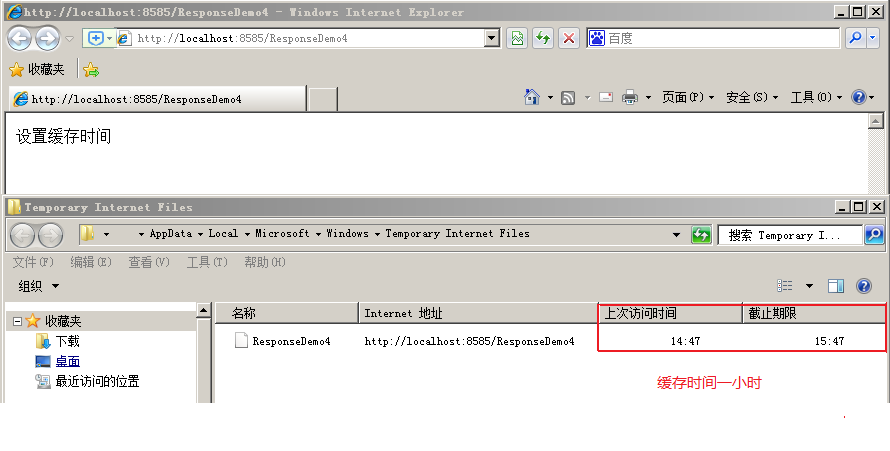 http://localhost:8585/ResponseDemo4 - Windows Internet Explorer
http://localhost:8585/ResponseDemo4 百度
收藏夹
http://localhost:8585/ResponseDemo4 页面(P) 安全(S) 工具(O)
设置缓存时间
Temporary Internet Files
AppData Local Microsoft Windows Temporary Internet Files 搜索 Temporary I...
文件(F) 编辑(E) 查看(V) 工具(T) 帮助(H)
组织
名称 Internet 地址 上次访问时间 截止期限
收藏夹
下载
ResponseDemo4 http://localhost:8585/ResponseDemo4 14:47 15:47
桌面
最近访问的位置
缓存时间一小时